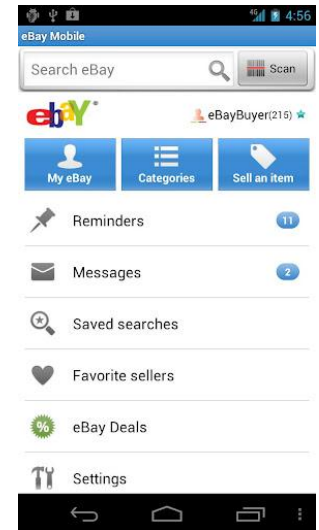 4G 4:56
eBay Mobile
Search eBay Scan
ebay eBayBuyer(215)
My eBay Categories Sell an item
Reminders 11
Messages 2
Saved searches
Favorite sellers
% eBay Deals
Settings